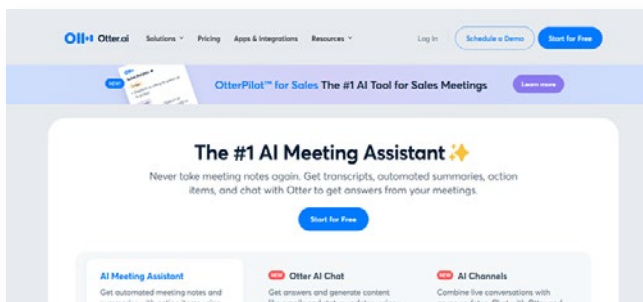 Otter.ai
Solutions
Pricing
Apps & Integrations
Resources
Log In
Schedule a Demo
Start for Free
NEW
OtterPilot™ for Sales The #1 AI Tool for Sales Meetings
Learn more
The #1 AI Meeting Assistant
Never take meeting notes again. Get transcripts, automated summaries, action
items, and chat with Otter to get answers from your meetings.
Start for Free
AI Meeting Assistant
Get automated meeting notes and
NEW Otter AI Chat
Get answers and generate content
NEW AI Channels
Combine live conversations with